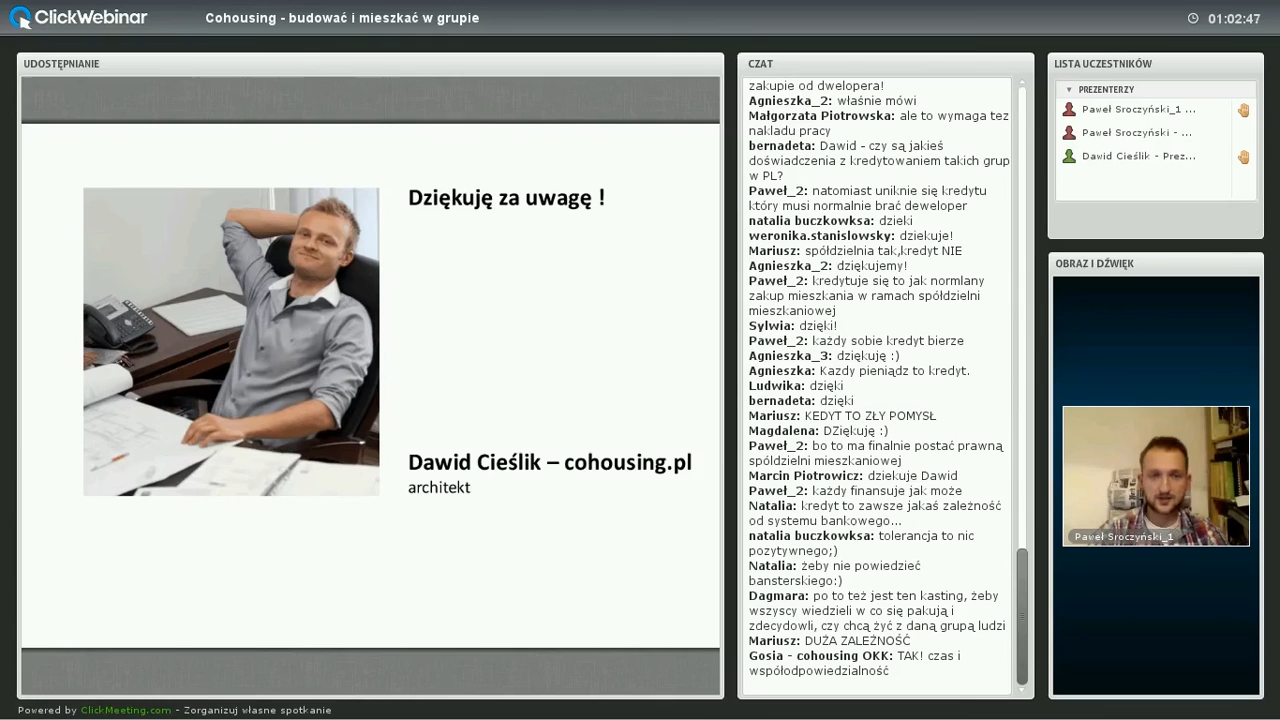 ClickWebinar
Cohousing - budować i mieszkać w grupie
01:02:47
UDOSTĘPNIANIE
Dziękuję za uwagę !
Dawid Cieślik – cohousing.pl
architekt
CZAT
zakupie od dwelopera!
Agnieszka_2: właśnie mówi
Małgorzata Piotrowska: ale to wymaga tez
nakladu pracy
bernadeta: Dawid - czy są jakieś
doświadczenia z kredytowaniem takich grup
w PL?
Paweł_2: natomiast uniknie się kredytu
który musi normalnie brać deweloper
natalia buczkowksa: dzieki
weronika.stanislowsky: dziekuje!
Mariusz: spółdzielnia tak,kredyt NIE
Agnieszka_2: dziękujemy!
Paweł_2: kredytuje się to jak normlany
zakup mieszkania w ramach spółdzielni
mieszkaniowej
Sylwia: dzięki!
Paweł_2: każdy sobie kredyt bierze
Agnieszka_3: dziękuję :)
Agnieszka: Kazdy pieniądz to kredyt.
Ludwika: dzięki
bernadeta: dzięki
Mariusz: KEDYT TO ZŁY POMYSŁ
Magdalena: DZiękuję :)
Paweł_2: bo to ma finalnie postać prawną
spóldzielni mieszkaniowej
Marcin Piotrowicz: dziekuje Dawid
Paweł_2: każdy finansuje jak może
Natalia: kredyt to zawsze jakaś zależność
od systemu bankowego...
natalia buczkowksa: tolerancja to nic
pozytywnego;)
Natalia: żeby nie powiedzieć
bansterskiego:)
Dagmara: po to też jest ten kasting, żeby
wszyscy wiedzieli w co się pakują i
zdecydowli, czy chcą żyć z daną grupą ludzi
Mariusz: DUŻA ZALEŻNOŚĆ
Gosia - cohousing OKK: TAK! czas i
współodpowiedzialność
LISTA UCZESTNIKÓW
PREZENTERZY
Paweł Sroczyński_1 ...
Paweł Sroczyński - ...
Dawid Cieślik - Prez...
OBRAZ I DŹWIĘK
Paweł Sroczyński_1
Powered by ClickMeeting.com - Zorganizuj własne spotkanie